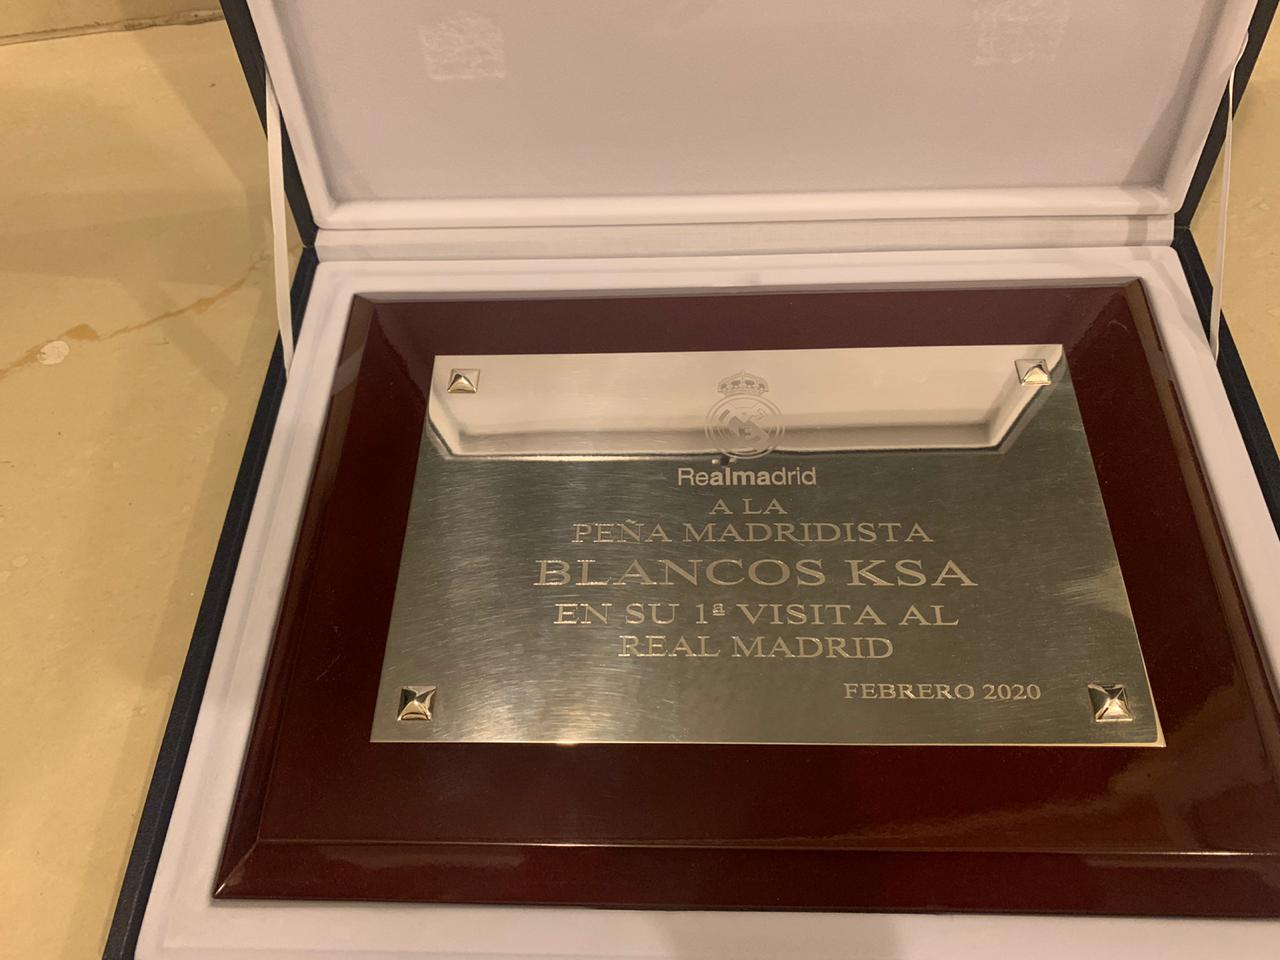 Realmadrid
A LA
PEÑA MADRIDISTA
BLANCOS KSA
EN SU 1ª VISITA AL
REAL MADRID
FEBRERO 2020